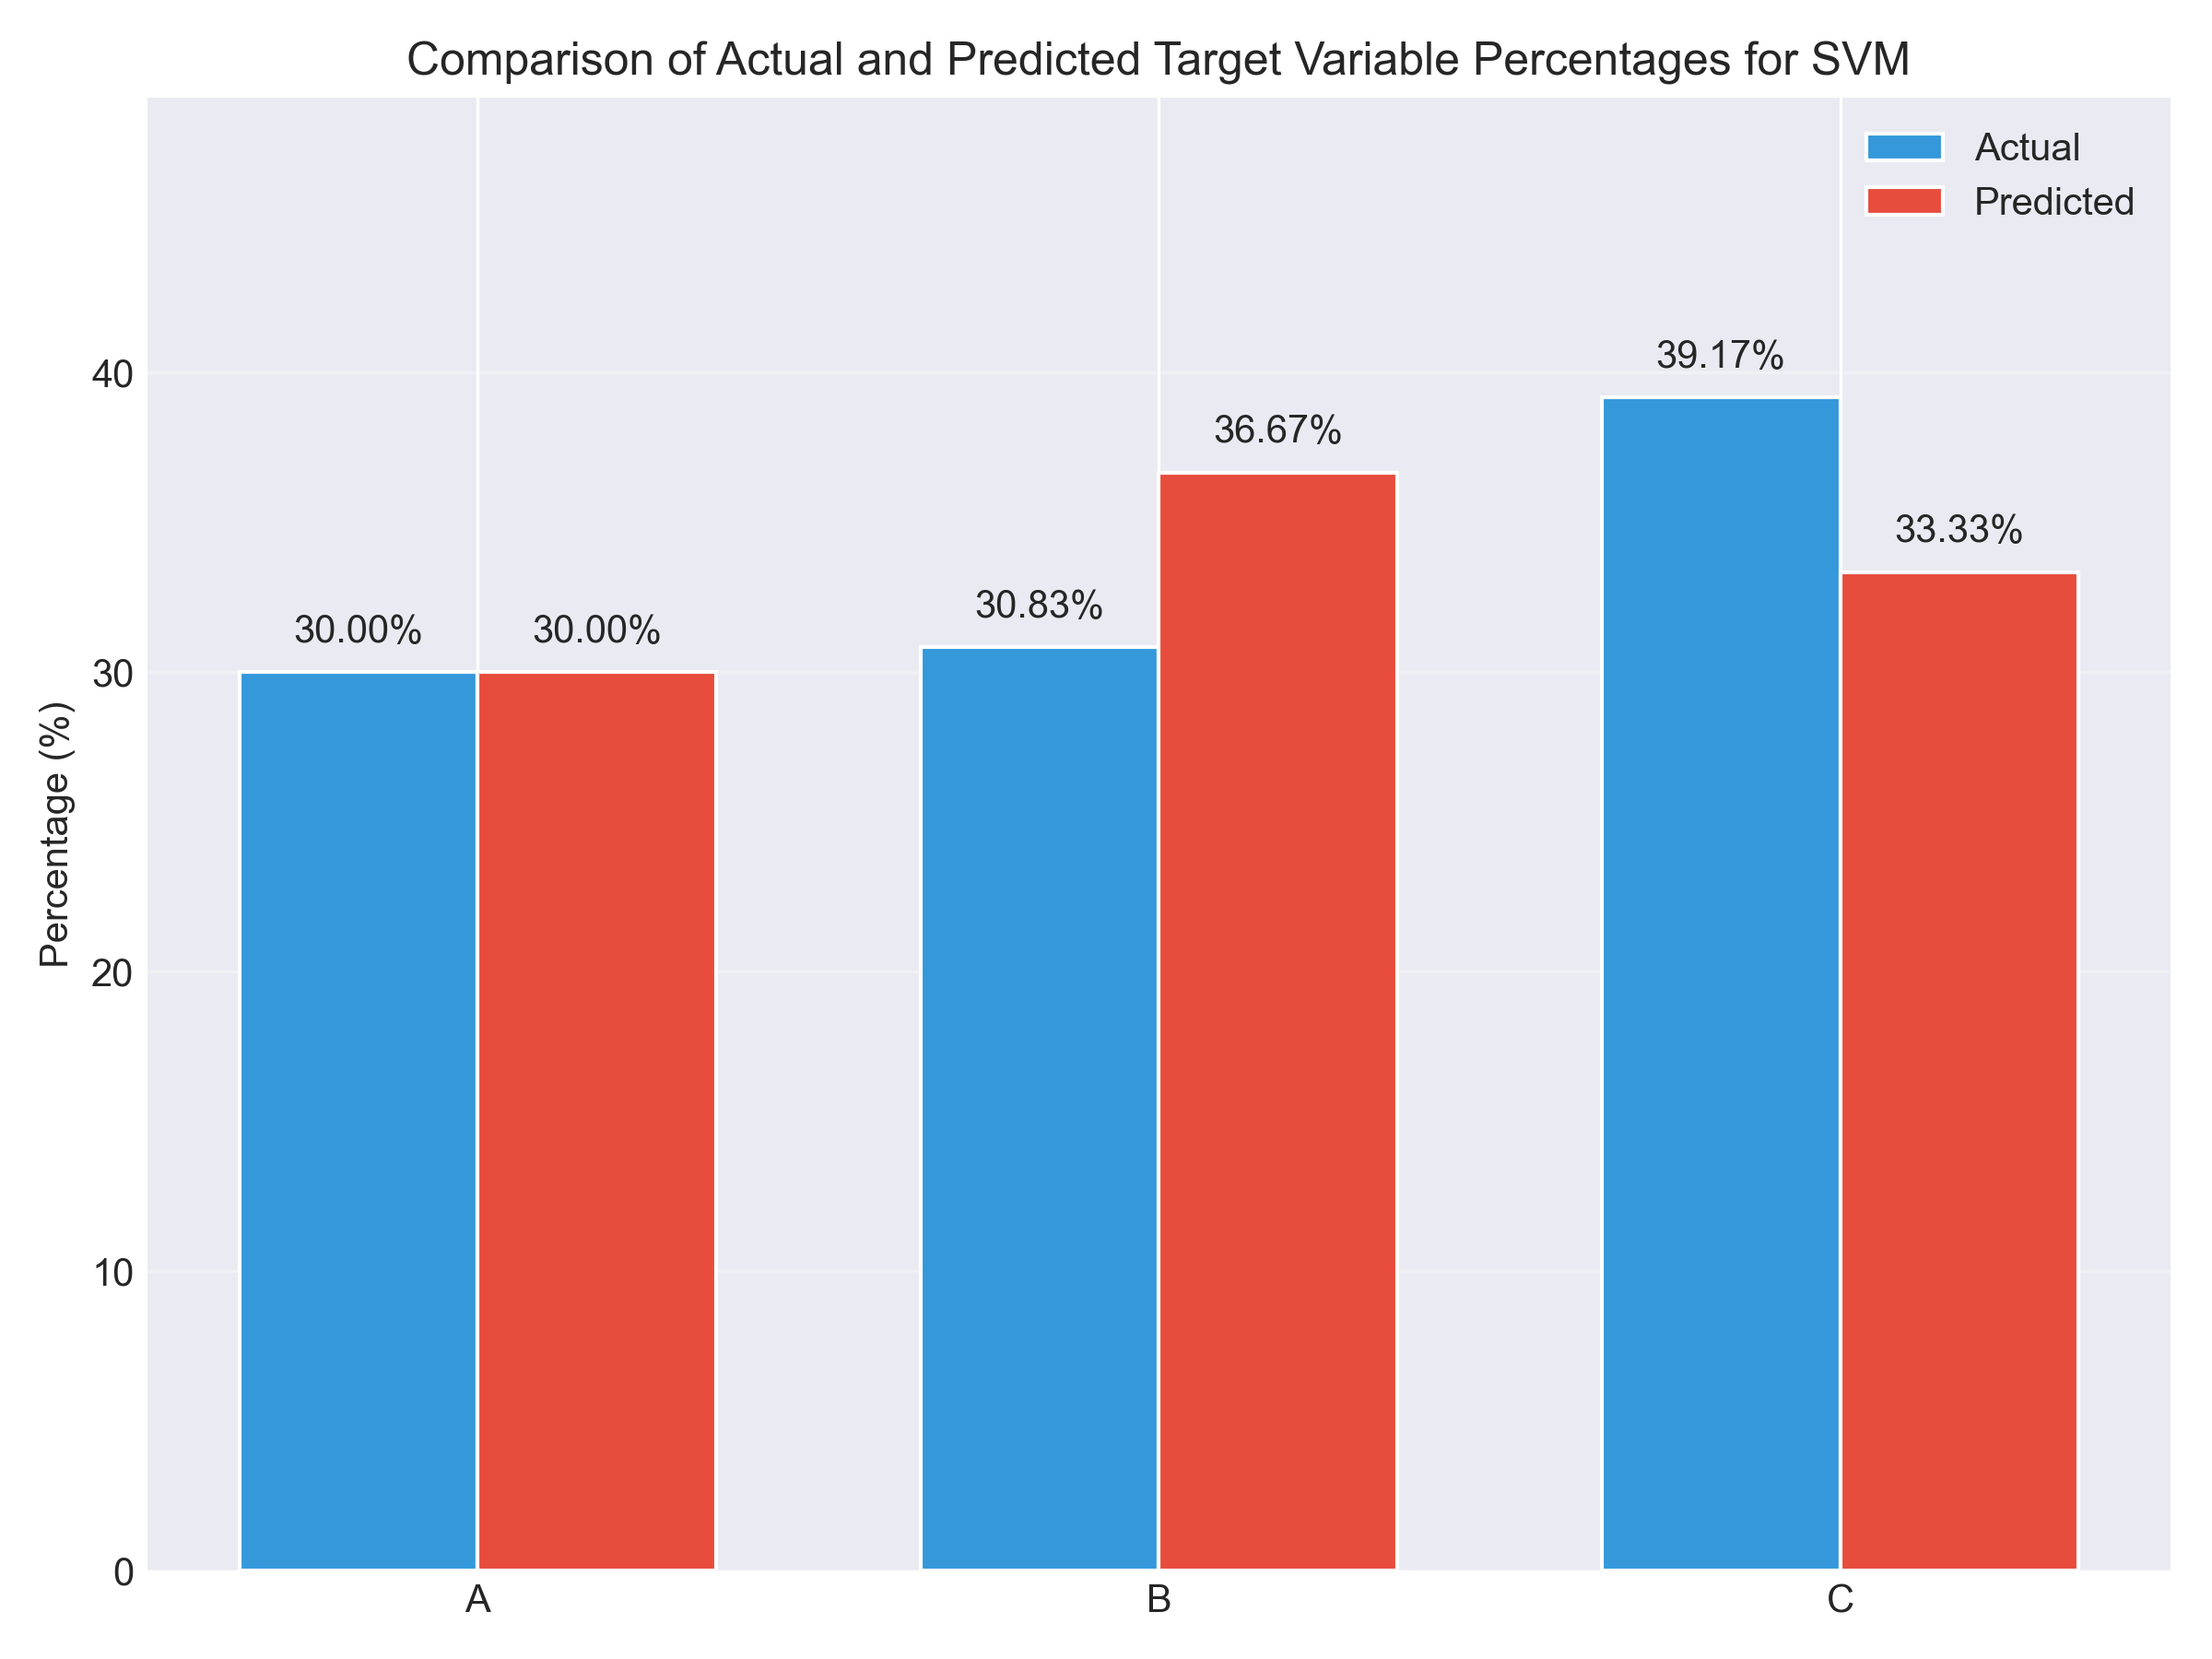 Comparison of Actual and Predicted Target Variable Percentages for SVM
Actual
Predicted
Percentage (%)
40
30
20
10
0
30.00%
30.00%
30.83%
36.67%
39.17%
33.33%
A
B
C